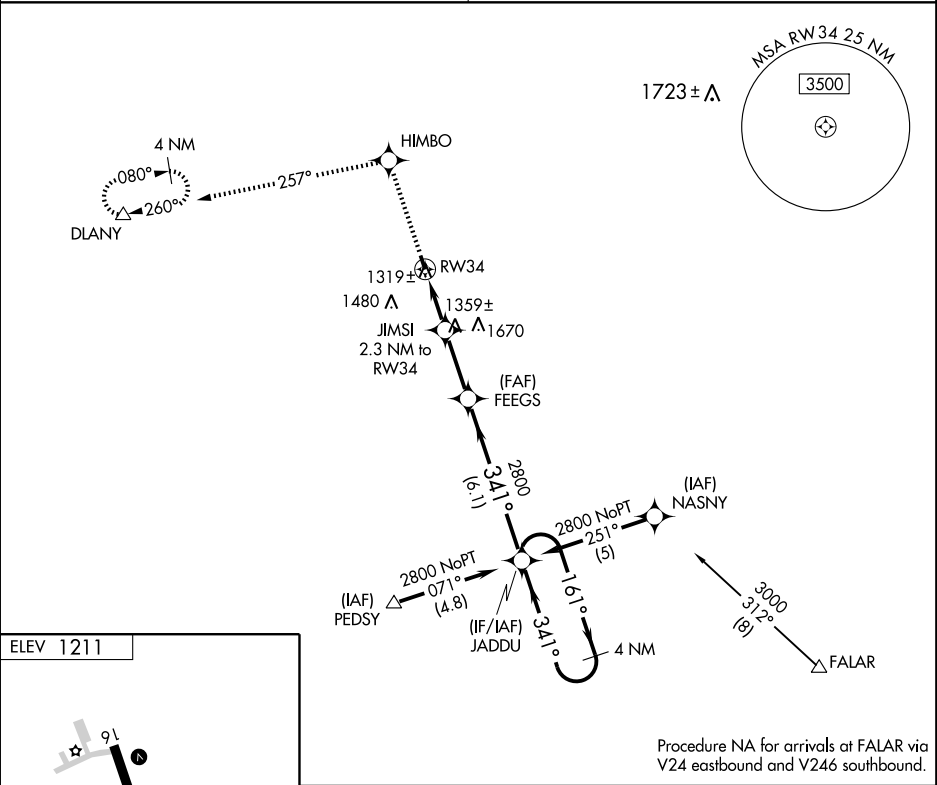 MSA RW34 25 NM
3500
1723 ±
4 NM
HIMBO
080°
257°
260°
DLANY
1319 ±
RW34
1480
1359 ±
JIMSI
1670
2.3 NM to
RW34
(FAF)
FEEGS
2800
341°
(6.1)
(IAF)
NASNY
2800 NoPT
251°
(5)
2800 NoPT
071°
(4.8)
(IAF)
PEDSY
161°
3000
312°
(8)
(IF/IAF)
JADDU
341°
4 NM
FALAR
ELEV 1211
16
V
Procedure NA for arrivals at FALAR via
V24 eastbound and V246 southbound.